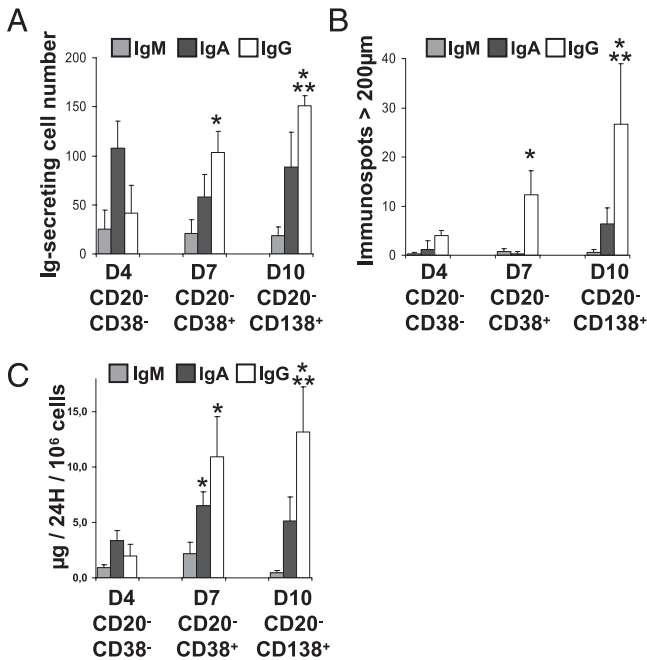 A
IgM IgA IgG
Ig-secreting cell number
200
150
100
50
0
*
*
**
D4 D7 D10
CD20- CD20- CD20-
CD38- CD38+ CD138+
B
IgM IgA IgG
Immunospots > 200µm
40
30
20
10
0
*
*
**
D4 D7 D10
CD20- CD20- CD20-
CD38- CD38+ CD138+
C
IgM IgA IgG
µg / 24H / 10⁶ cells
15,0
10,0
5,0
0,0
*
*
*
**
D4 D7 D10
CD20- CD20- CD20-
CD38- CD38+ CD138+